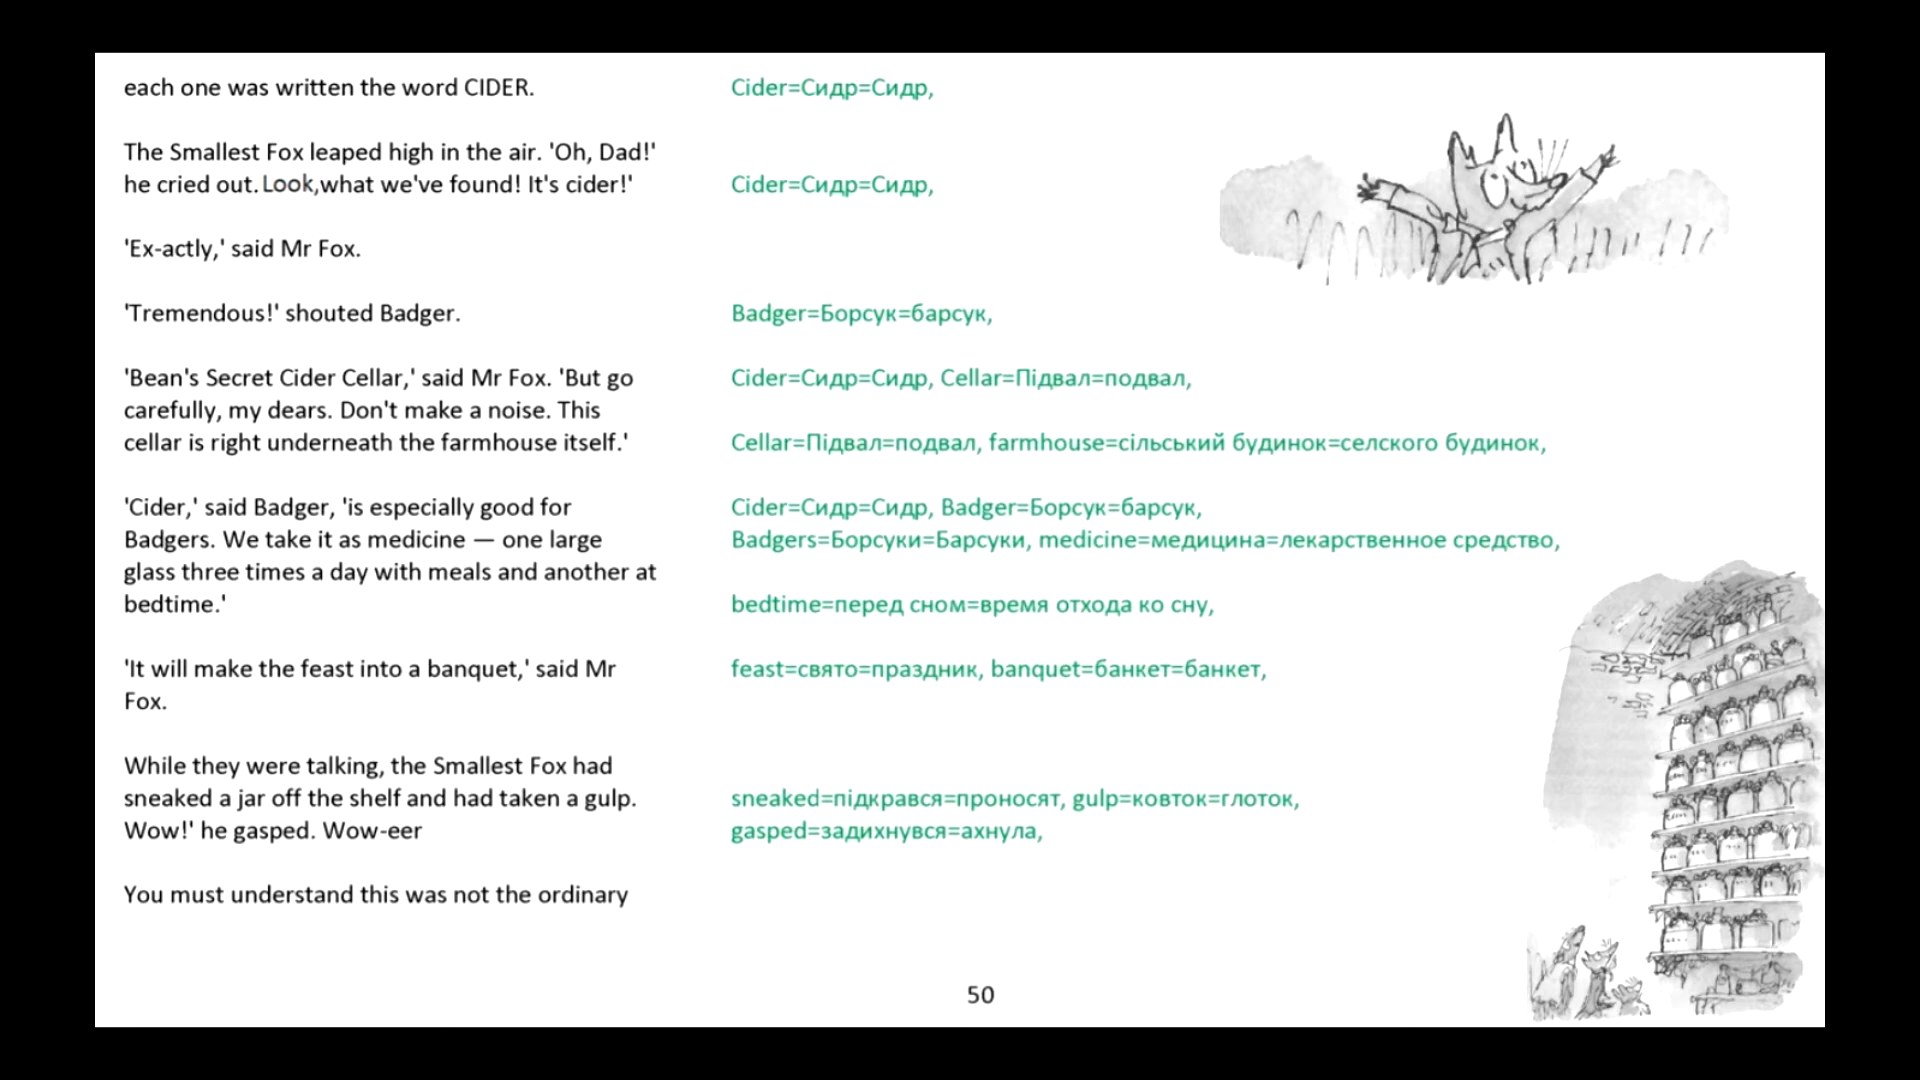 each one was written the word CIDER. Cider=Сидр=Сидр,
The Smallest Fox leaped high in the air. 'Oh, Dad!'
he cried out. Look,what we've found! It's cider!' Cider=Сидр=Сидр,
'Ex-actly,' said Mr Fox.
'Tremendous!' shouted Badger. Badger=Борсук=барсук,
'Bean's Secret Cider Cellar,' said Mr Fox. 'But go Cider=Сидр=Сидр, Cellar=Підвал=подвал,
carefully, my dears. Don't make a noise. This
cellar is right underneath the farmhouse itself.' Cellar=Підвал=подвал, farmhouse=сільський будинок=селского будинок,
'Cider,' said Badger, 'is especially good for Cider=Сидр=Сидр, Badger=Борсук=барсук,
Badgers. We take it as medicine — one large Badgers=Борсуки=Барсуки, medicine=медицина=лекарственное средство,
glass three times a day with meals and another at
bedtime.' bedtime=перед сном=время отхода ко сну,
'It will make the feast into a banquet,' said Mr feast=свято=праздник, banquet=банкет=банкет,
Fox.
While they were talking, the Smallest Fox had
sneaked a jar off the shelf and had taken a gulp. sneaked=підкрався=проносят, gulp=ковток=глоток,
Wow!' he gasped. Wow-eer gasped=задихнувся=ахнула,
You must understand this was not the ordinary
50